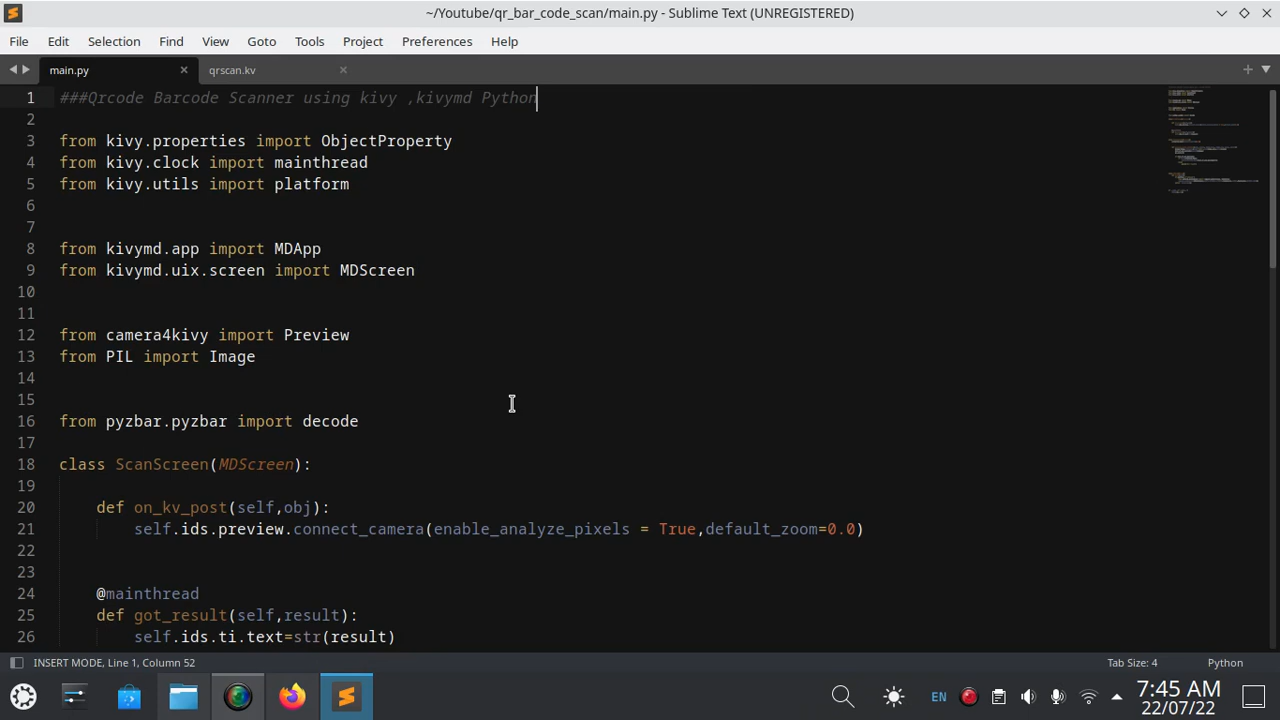 ~/Youtube/qr_bar_code_scan/main.py - Sublime Text (UNREGISTERED)
File Edit Selection Find View Goto Tools Project Preferences Help
main.py qrscan.kv
1 ###Qrcode Barcode Scanner using kivy ,kivymd Python
2
3 from kivy.properties import ObjectProperty
4 from kivy.clock import mainthread
5 from kivy.utils import platform
6
7
8 from kivymd.app import MDApp
9 from kivymd.uix.screen import MDScreen
10
11
12 from camera4kivy import Preview
13 from PIL import Image
14
15
16 from pyzbar.pyzbar import decode
17
18 class ScanScreen(MDScreen):
19
20 def on_kv_post(self,obj):
21 self.ids.preview.connect_camera(enable_analyze_pixels = True,default_zoom=0.0)
22
23
24 @mainthread
25 def got_result(self,result):
26 self.ids.ti.text=str(result)
INSERT MODE, Line 1, Column 52 Tab Size: 4 Python
EN 7:45 AM
22/07/22